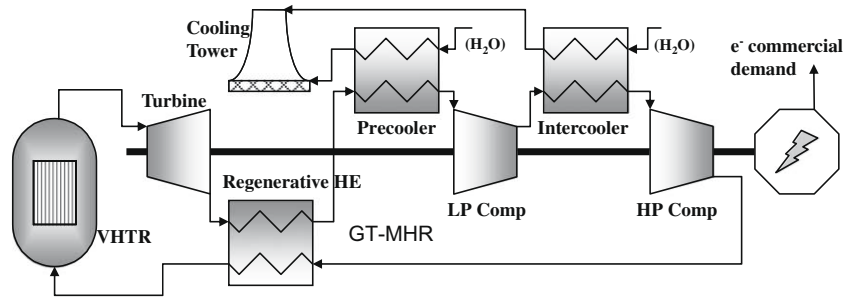 Cooling
Tower
(H₂O)
(H₂O)
e⁻ commercial
demand
Turbine
Precooler
Intercooler
Regenerative HE
LP Comp
HP Comp
VHTR
GT-MHR